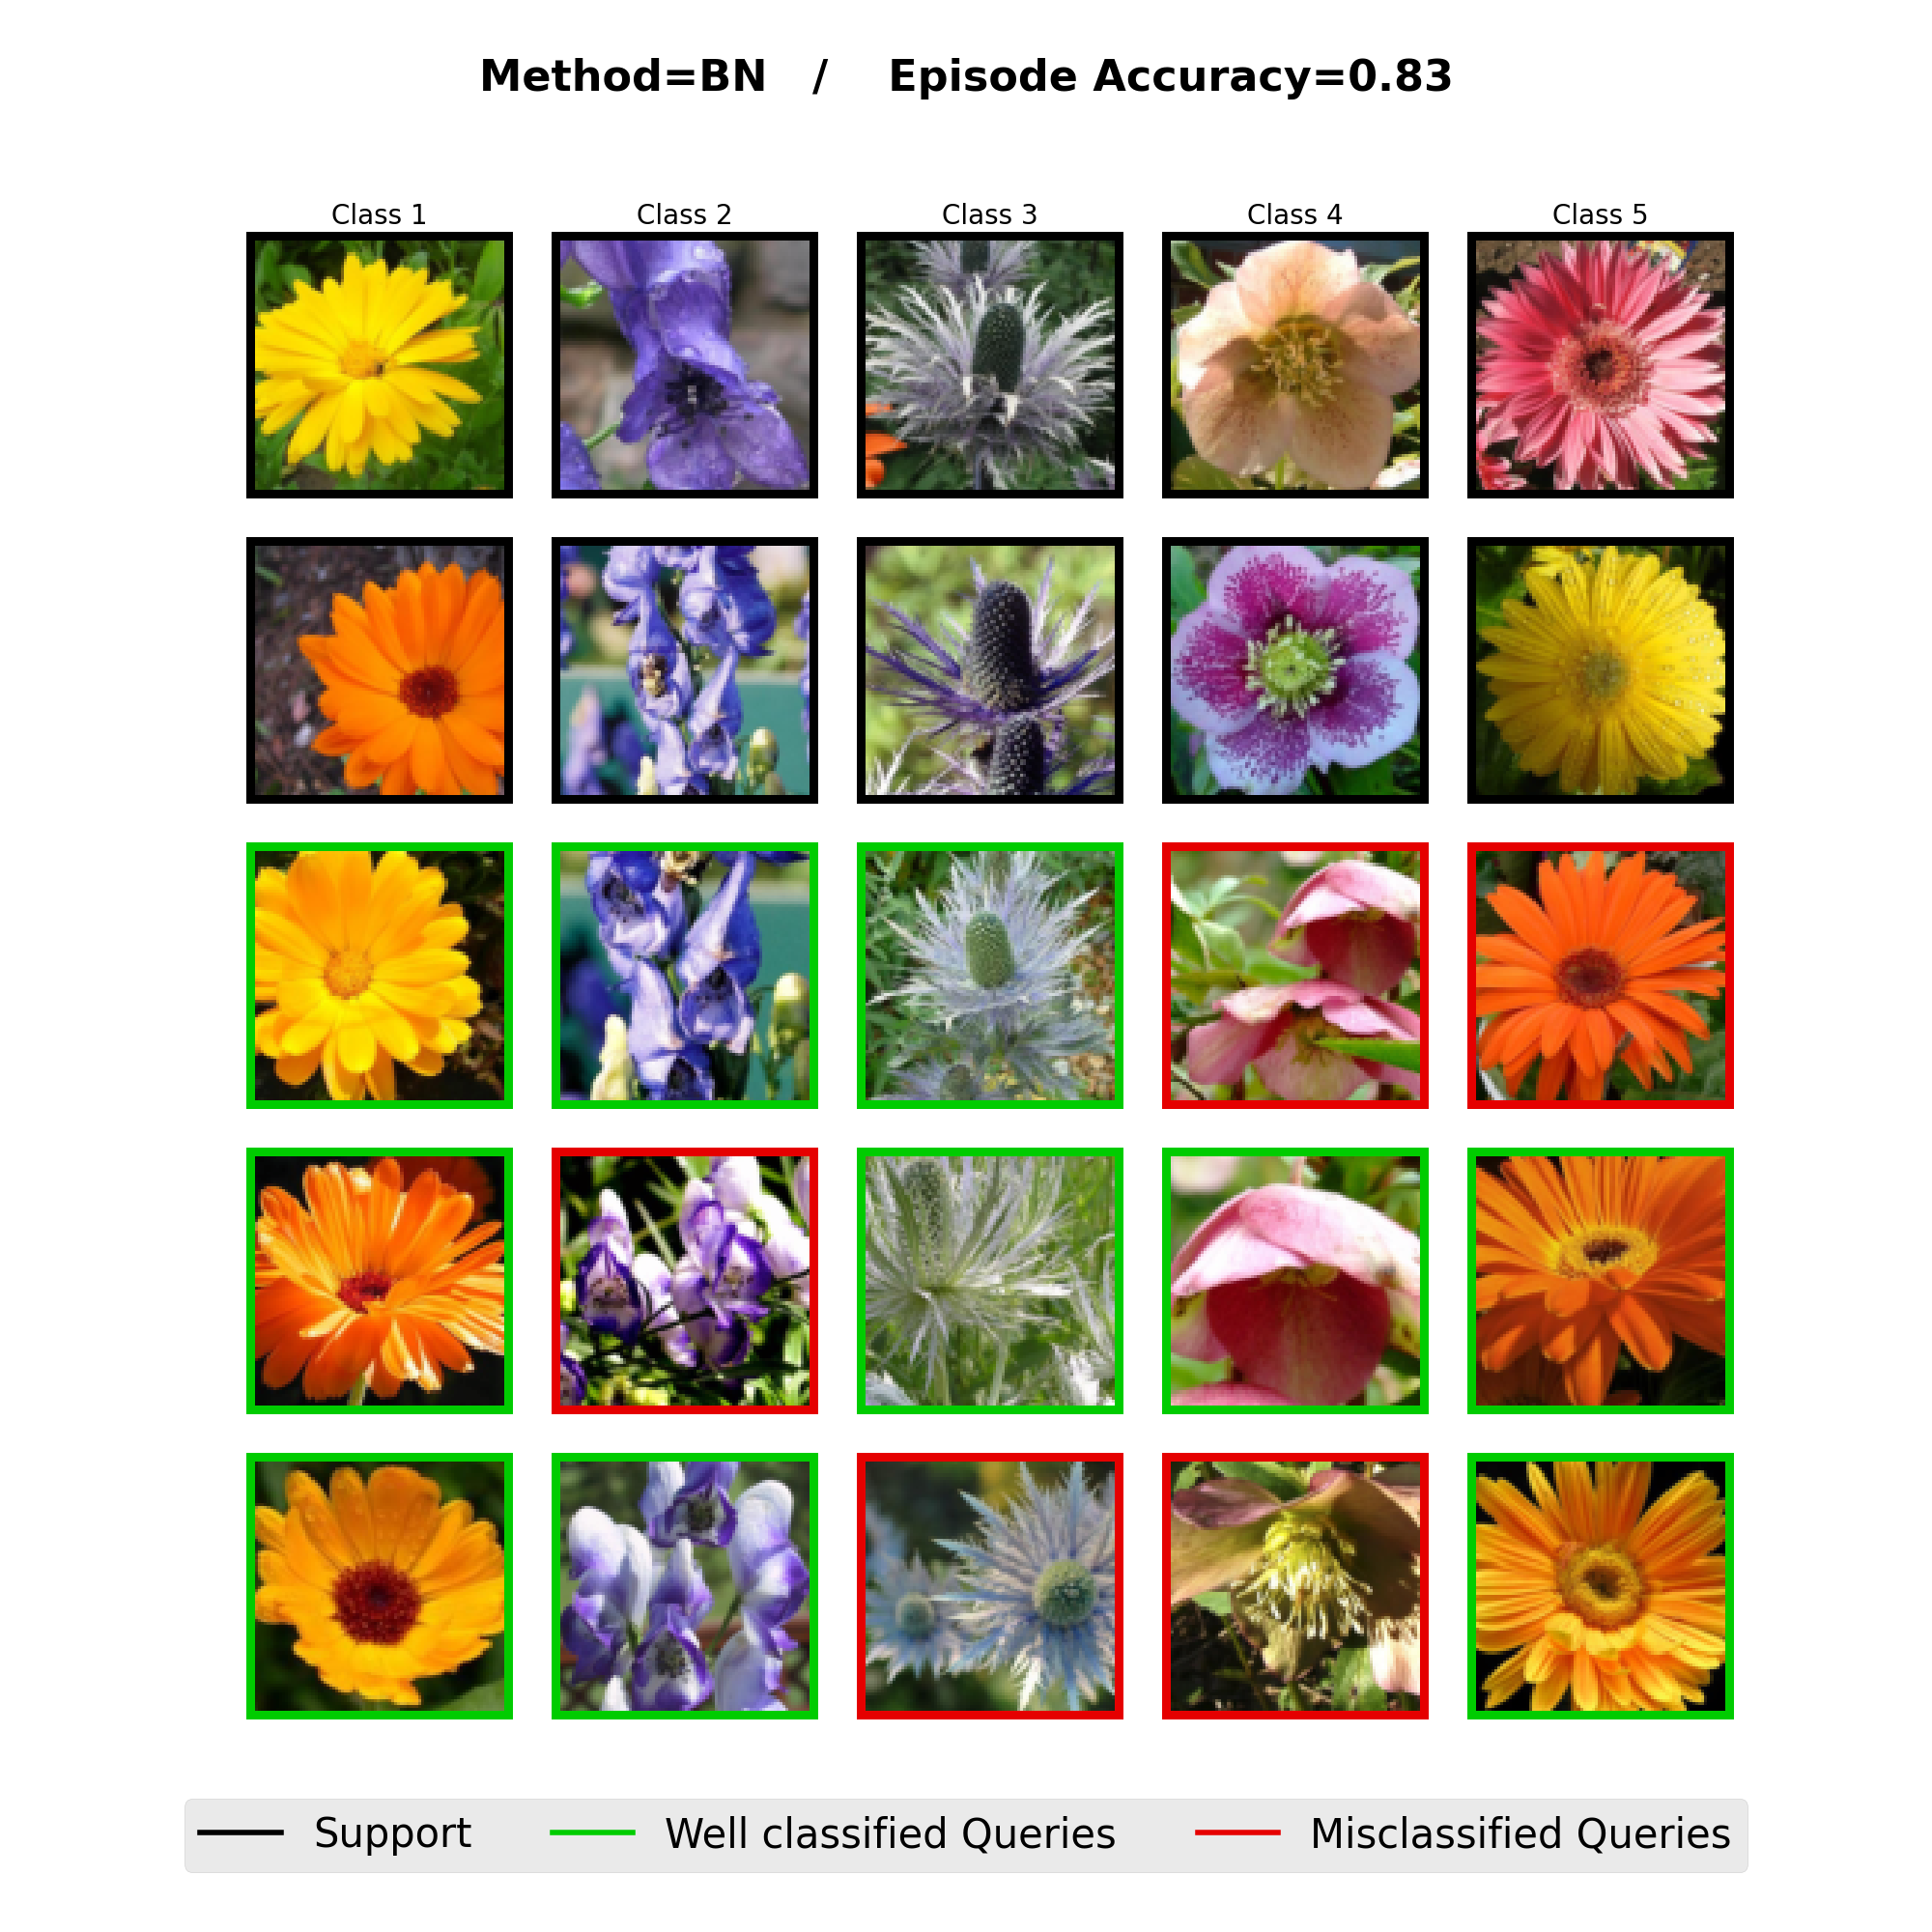 Method=BN / Episode Accuracy=0.83
Class 1 Class 2 Class 3 Class 4 Class 5
Support Well classified Queries Misclassified Queries